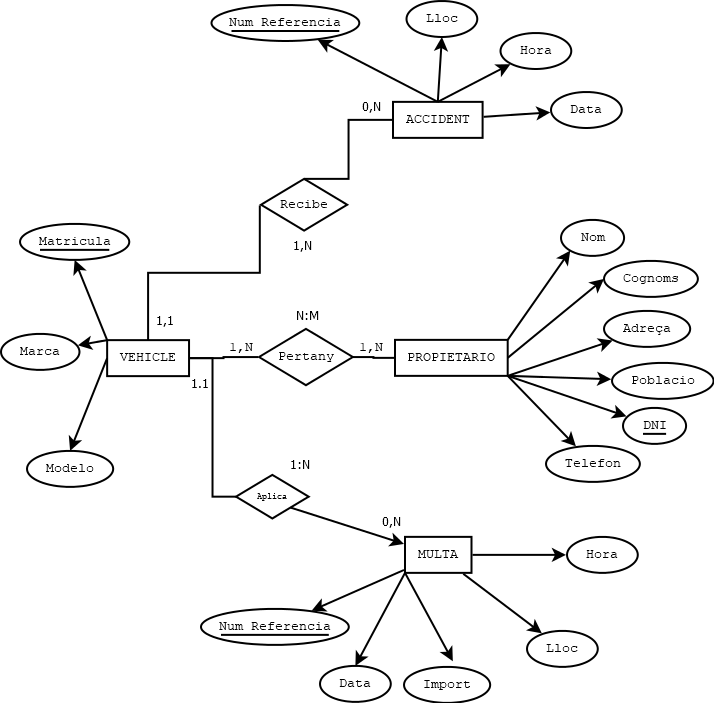 Lloc
Num Referencia
Hora
0,N
Data
ACCIDENT
Recibe
1,N
Matricula
Nom
Cognoms
N:M
1,1
Adreça
Marca
VEHICLE
1,N
Pertany
1,N
PROPIETARIO
1.1
Poblacio
DNI
Modelo
1:N
Telefon
Aplica
0,N
MULTA
Hora
Num Referencia
Lloc
Data
Import